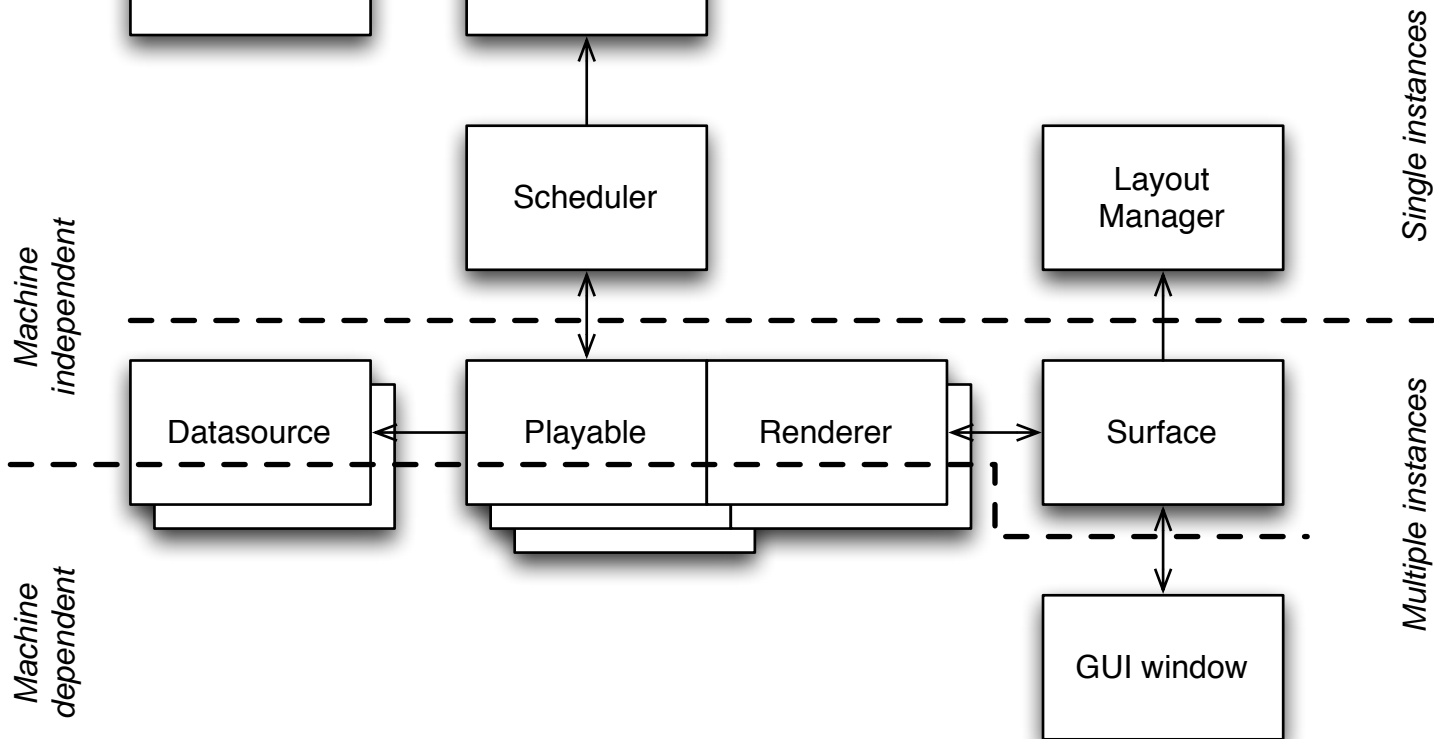 Single instances
Scheduler
Layout
Manager
Machine
independent
Datasource
Playable
Renderer
Surface
Multiple instances
Machine
dependent
GUI window